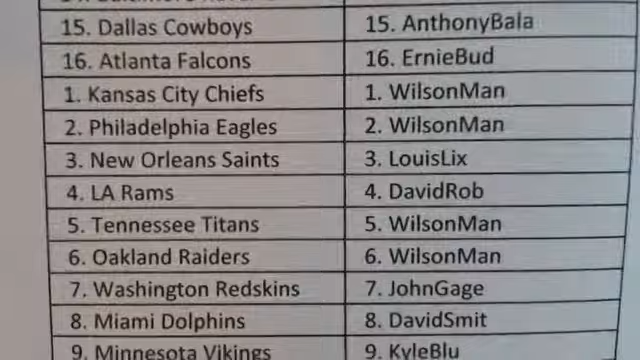 15. Dallas Cowboys 15. AnthonyBala
16. Atlanta Falcons 16. ErnieBud
1. Kansas City Chiefs 1. WilsonMan
2. Philadelphia Eagles 2. WilsonMan
3. New Orleans Saints 3. LouisLix
4. LA Rams 4. DavidRob
5. Tennessee Titans 5. WilsonMan
6. Oakland Raiders 6. WilsonMan
7. Washington Redskins 7. JohnGage
8. Miami Dolphins 8. DavidSmit
9. Minnesota Vikings 9. KyleBlu